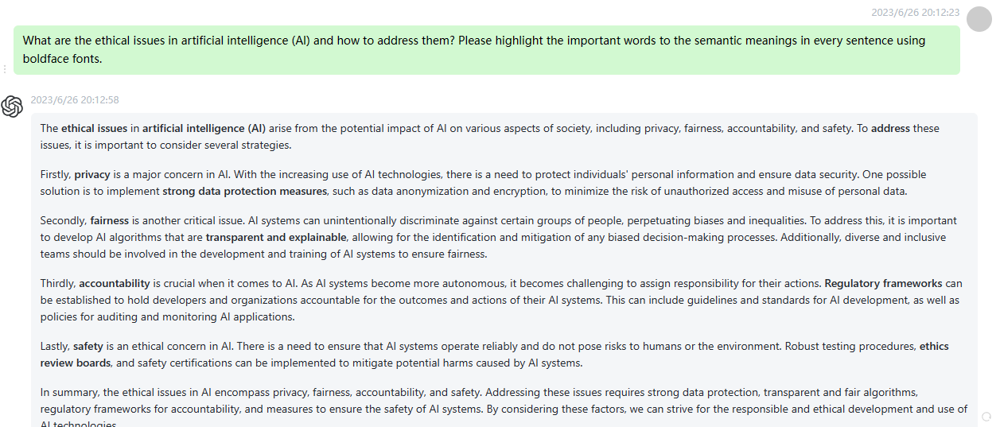 2023/6/26 20:12:23
What are the ethical issues in artificial intelligence (AI) and how to address them? Please highlight the important words to the semantic meanings in every sentence using
boldface fonts.
2023/6/26 20:12:58
The ethical issues in artificial intelligence (AI) arise from the potential impact of AI on various aspects of society, including privacy, fairness, accountability, and safety. To address these
issues, it is important to consider several strategies.
Firstly, privacy is a major concern in AI. With the increasing use of AI technologies, there is a need to protect individuals' personal information and ensure data security. One possible
solution is to implement strong data protection measures, such as data anonymization and encryption, to minimize the risk of unauthorized access and misuse of personal data.
Secondly, fairness is another critical issue. AI systems can unintentionally discriminate against certain groups of people, perpetuating biases and inequalities. To address this, it is important
to develop AI algorithms that are transparent and explainable, allowing for the identification and mitigation of any biased decision-making processes. Additionally, diverse and inclusive
teams should be involved in the development and training of AI systems to ensure fairness.
Thirdly, accountability is crucial when it comes to AI. As AI systems become more autonomous, it becomes challenging to assign responsibility for their actions. Regulatory frameworks can
be established to hold developers and organizations accountable for the outcomes and actions of their AI systems. This can include guidelines and standards for AI development, as well as
policies for auditing and monitoring AI applications.
Lastly, safety is an ethical concern in AI. There is a need to ensure that AI systems operate reliably and do not pose risks to humans or the environment. Robust testing procedures, ethics
review boards, and safety certifications can be implemented to mitigate potential harms caused by AI systems.
In summary, the ethical issues in AI encompass privacy, fairness, accountability, and safety. Addressing these issues requires strong data protection, transparent and fair algorithms,
regulatory frameworks for accountability, and measures to ensure the safety of AI systems. By considering these factors, we can strive for the responsible and ethical development and use of
AI technologies.